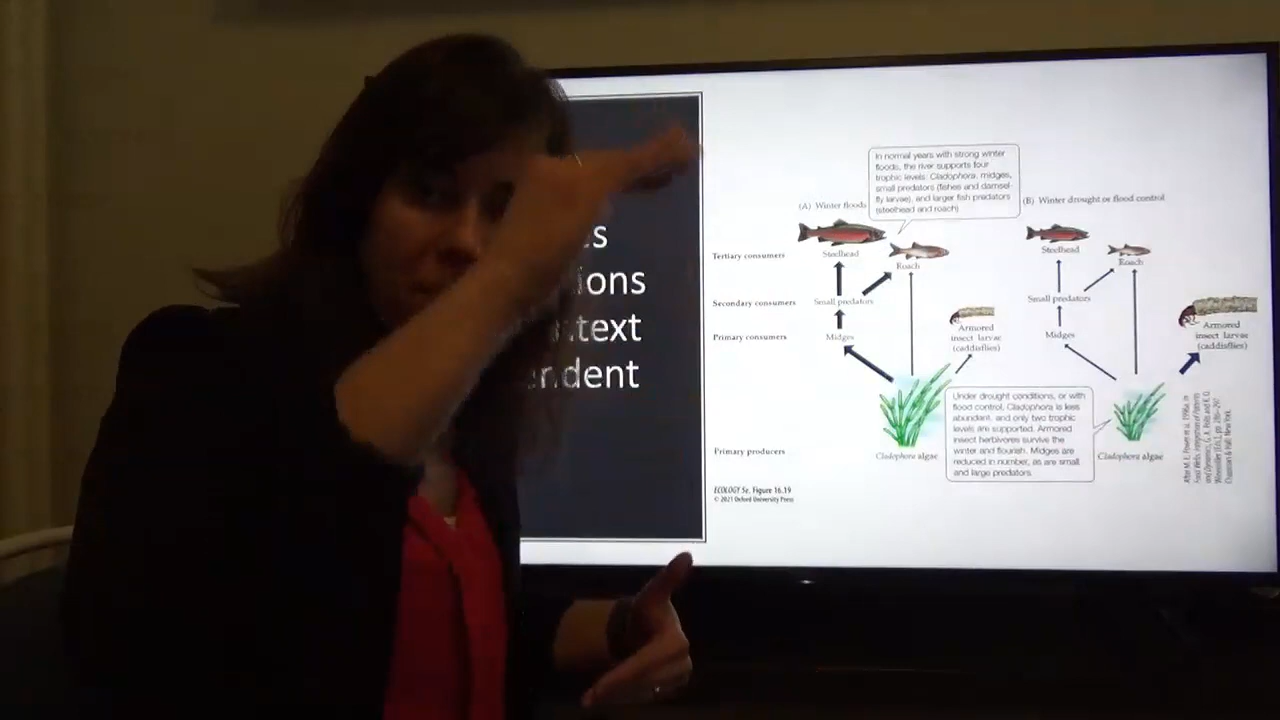 ions
text
endent
In normal years with strong winter
floods, the river supports four
trophic levels: Cladophora, midges,
small predators (fishes and damsel-
fly larvae), and larger fish predators
(steelhead and roach)
(A) Winter floods
(B) Winter drought or flood control
Tertiary consumers
Steelhead
Roach
Steelhead
Roach
Secondary consumers
Small predators
Small predators
Primary consumers
Midges
Armored
insect larvae
(caddisflies)
Midges
Armored
insect larvae
(caddisflies)
Under drought conditions, or with
flood control, Cladophora is less
abundant, and only two trophic
levels are supported. Armored
insect herbivores survive the
winter and flourish. Midges are
reduced in number, as are small
and large predators.
Primary producers
Cladophora algae
Cladophora algae
ECOLOGY 5e, Figure 16.19
© 2021 Oxford University Press